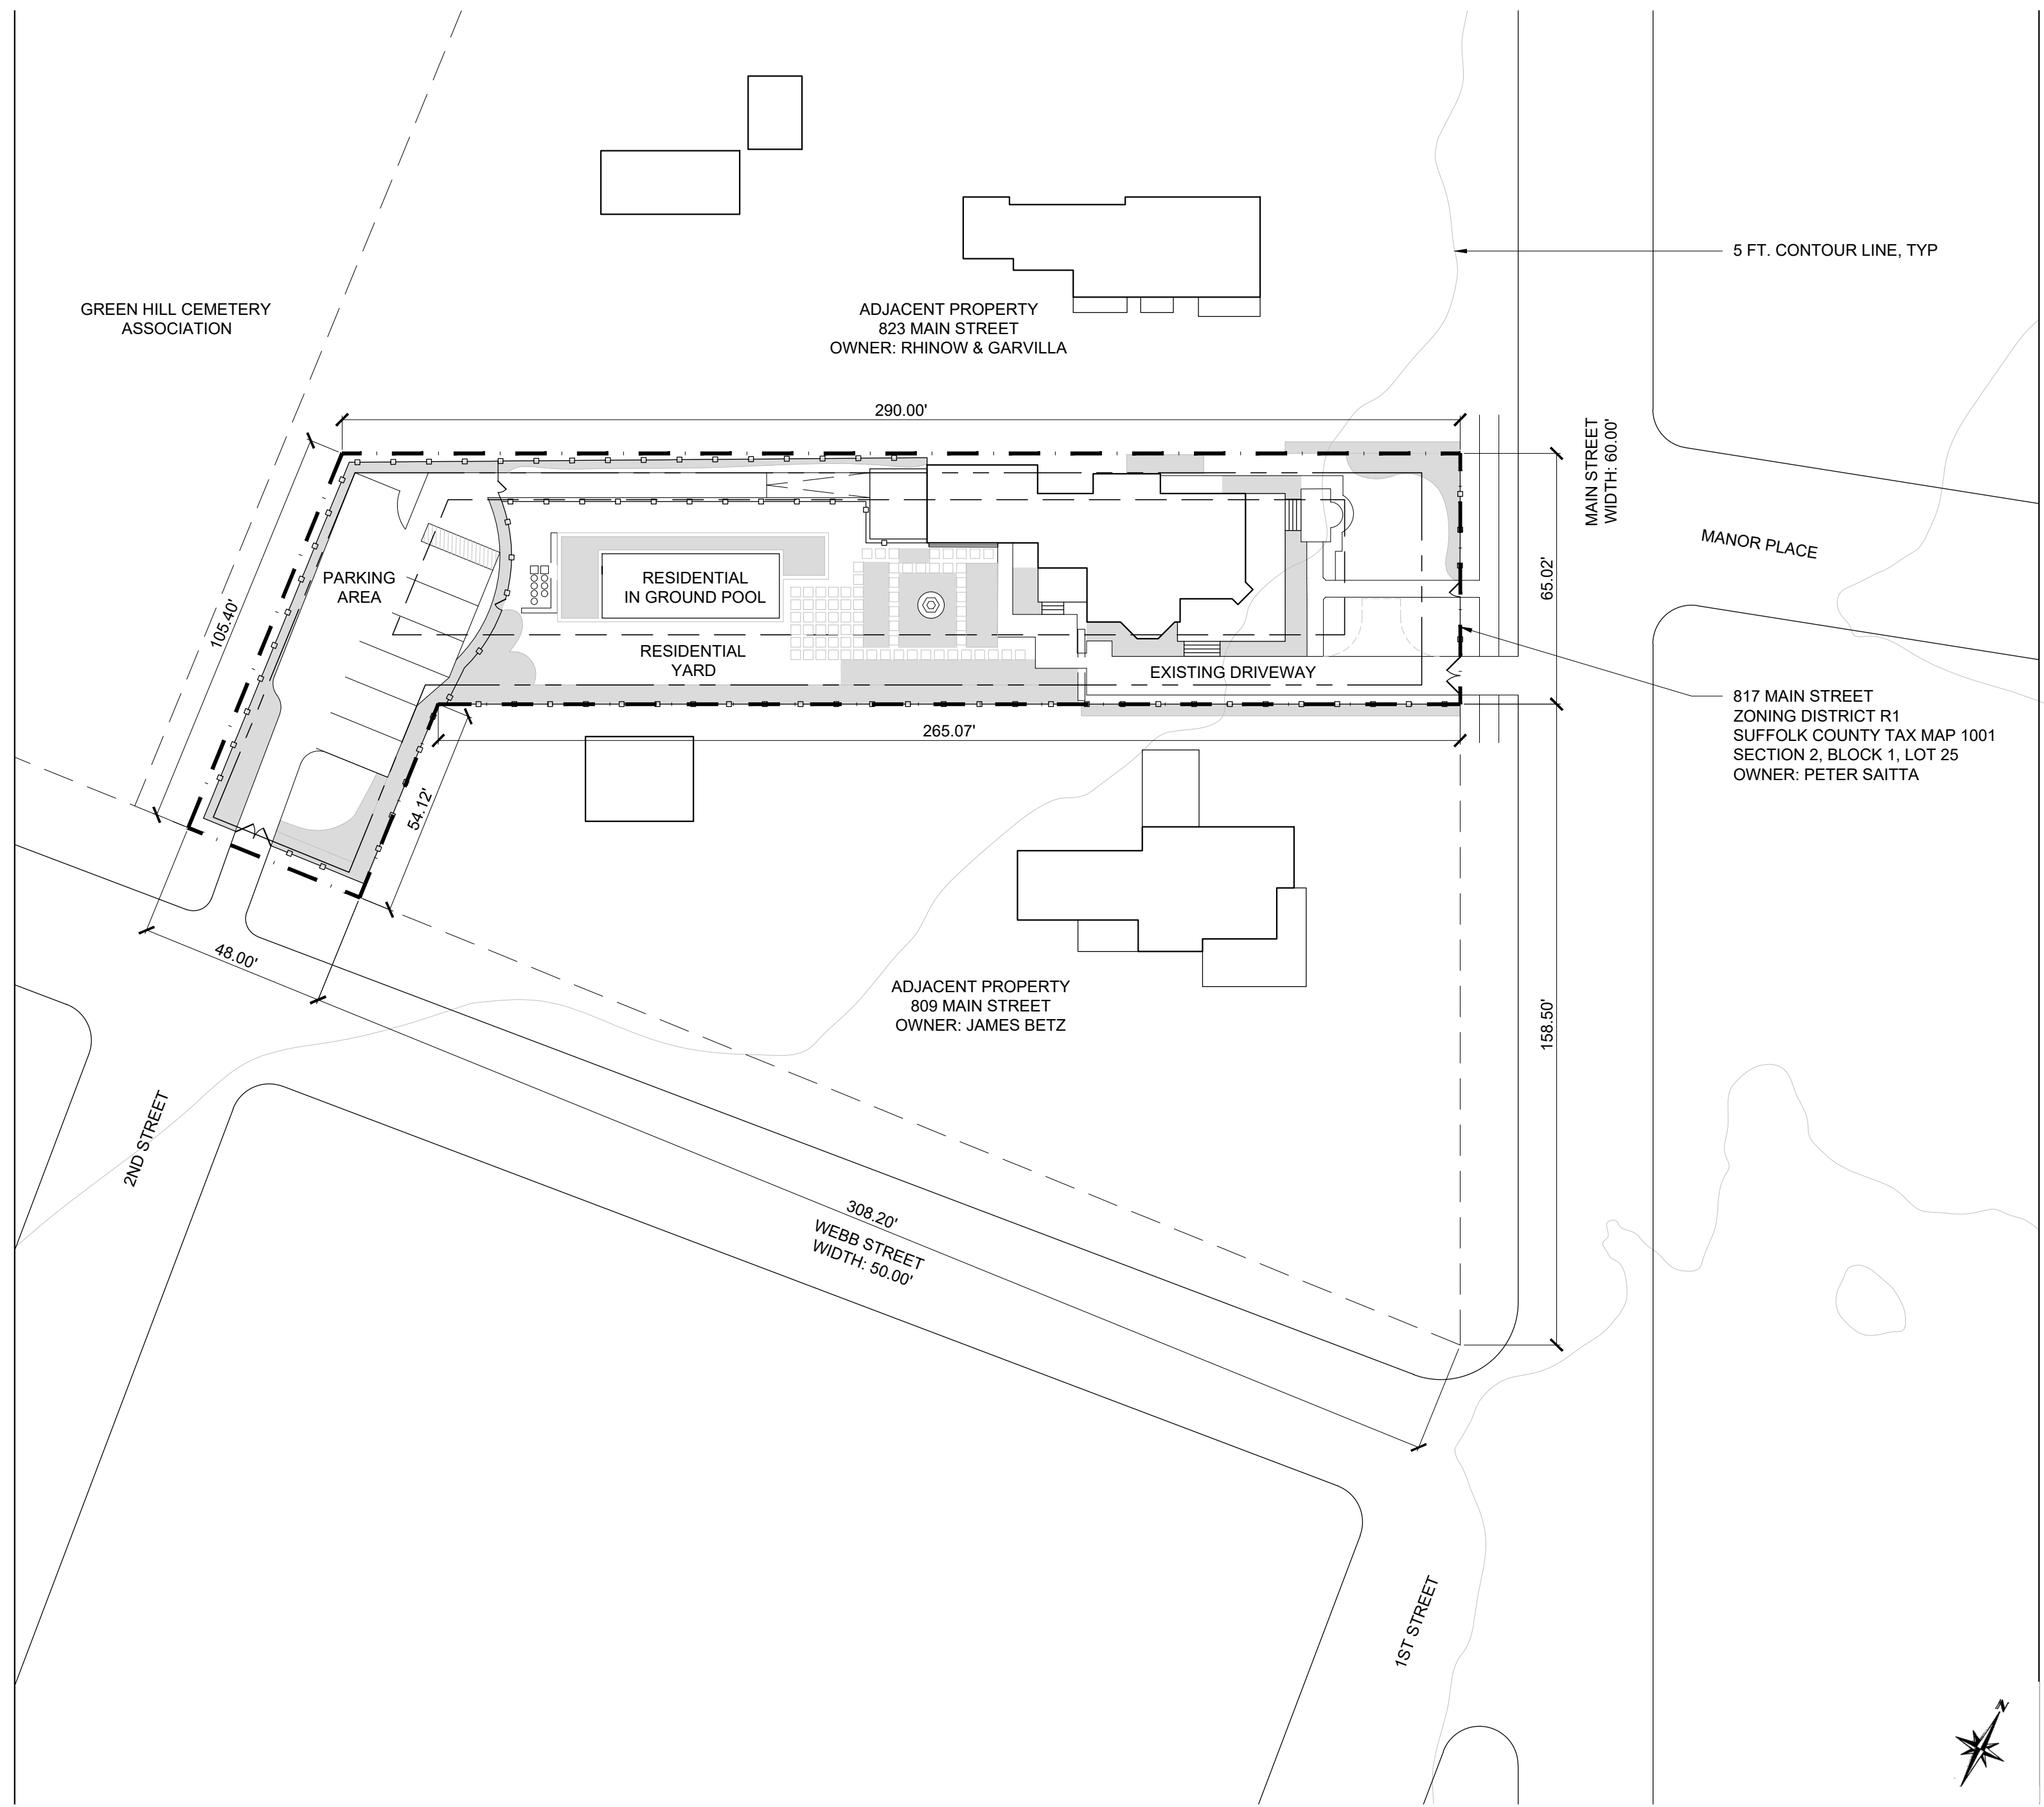 5 FT. CONTOUR LINE, TYP
GREEN HILL CEMETERY
ASSOCIATION
ADJACENT PROPERTY
823 MAIN STREET
OWNER: RHINOW & GARVILLA
290.00'
MAIN STREET
WIDTH: 60.00'
MANOR PLACE
65.02'
105.40'
PARKING
AREA
RESIDENTIAL
IN GROUND POOL
RESIDENTIAL
YARD
EXISTING DRIVEWAY
817 MAIN STREET
ZONING DISTRICT R1
SUFFOLK COUNTY TAX MAP 1001
SECTION 2, BLOCK 1, LOT 25
OWNER: PETER SAITTA
265.07'
54.12'
48.00'
ADJACENT PROPERTY
809 MAIN STREET
OWNER: JAMES BETZ
158.50'
2ND STREET
308.20'
WEBB STREET
WIDTH: 50.00'
1ST STREET
N